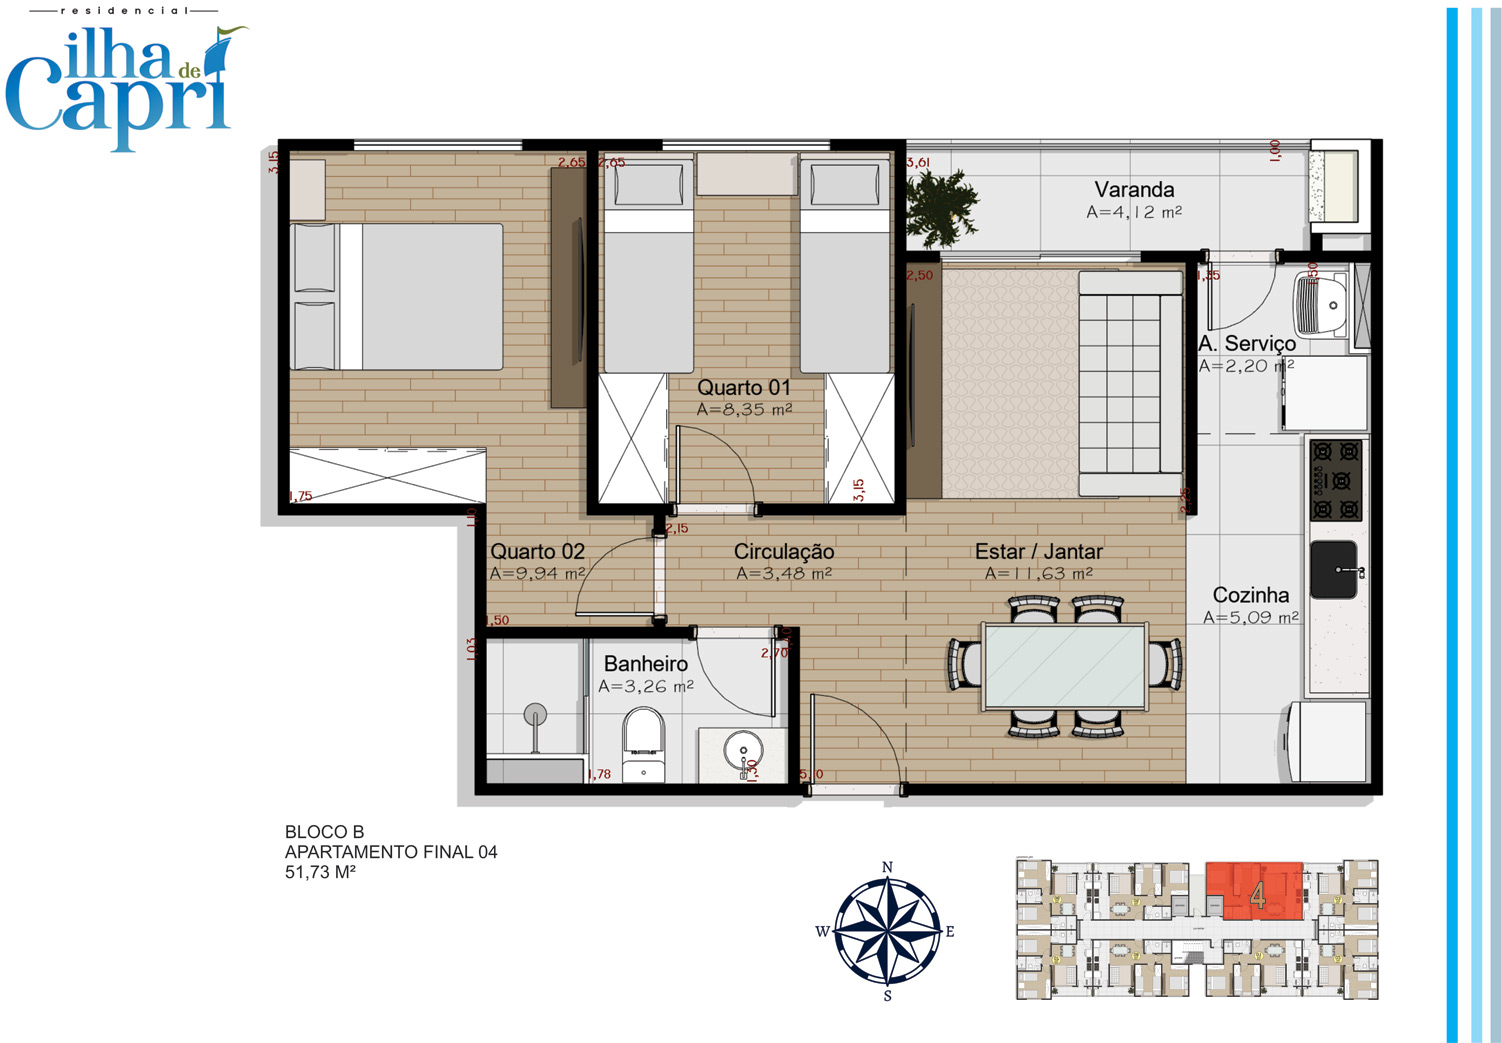 residencial
ilha de
Capri
3,15
2,65
2,65
3,61
1,00
Varanda
A=4,12 m²
2,50
1,35
1,50
A. Serviço
A=2,20 m²
Quarto 01
A=8,35 m²
1,75
3,15
2,25
1,10
2,15
Quarto 02
A=9,94 m²
Circulação
A=3,48 m²
Estar / Jantar
A=11,63 m²
Cozinha
A=5,09 m²
1,50
1,03
2,70
Banheiro
A=3,26 m²
1,78
1,30
5,10
BLOCO B
APARTAMENTO FINAL 04
51,73 M²
N
W
E
S
4